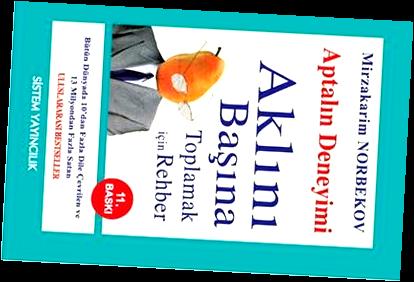 Mirzakarim NORBEKOV
Aptalın Deneyimi
Aklını
Başına
Toplamak
için Rehber
11.
BASKI
Bütün Dünyada 10'dan Fazla Dile Çevrilen ve
13 Milyondan Fazla Satan
ULUSLARARASI BESTSELLER
SİSTEM YAYINCILIK